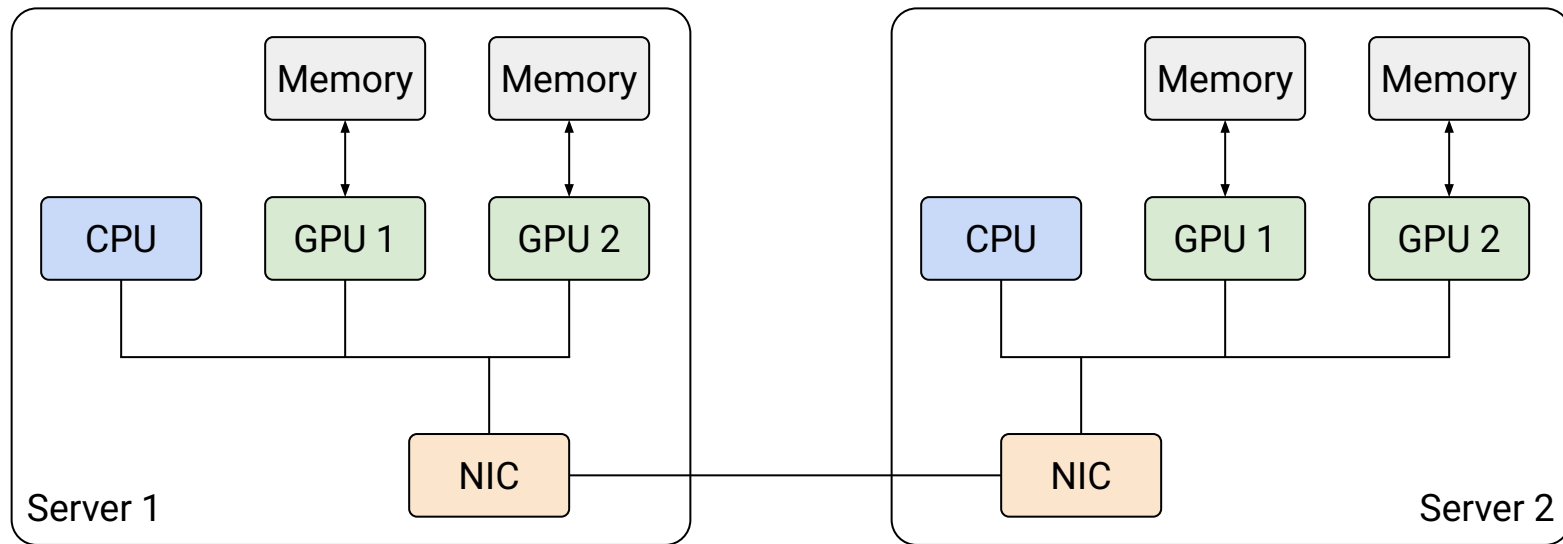 Memory
Memory
CPU
GPU 1
GPU 2
NIC
Server 1
Memory
Memory
CPU
GPU 1
GPU 2
NIC
Server 2